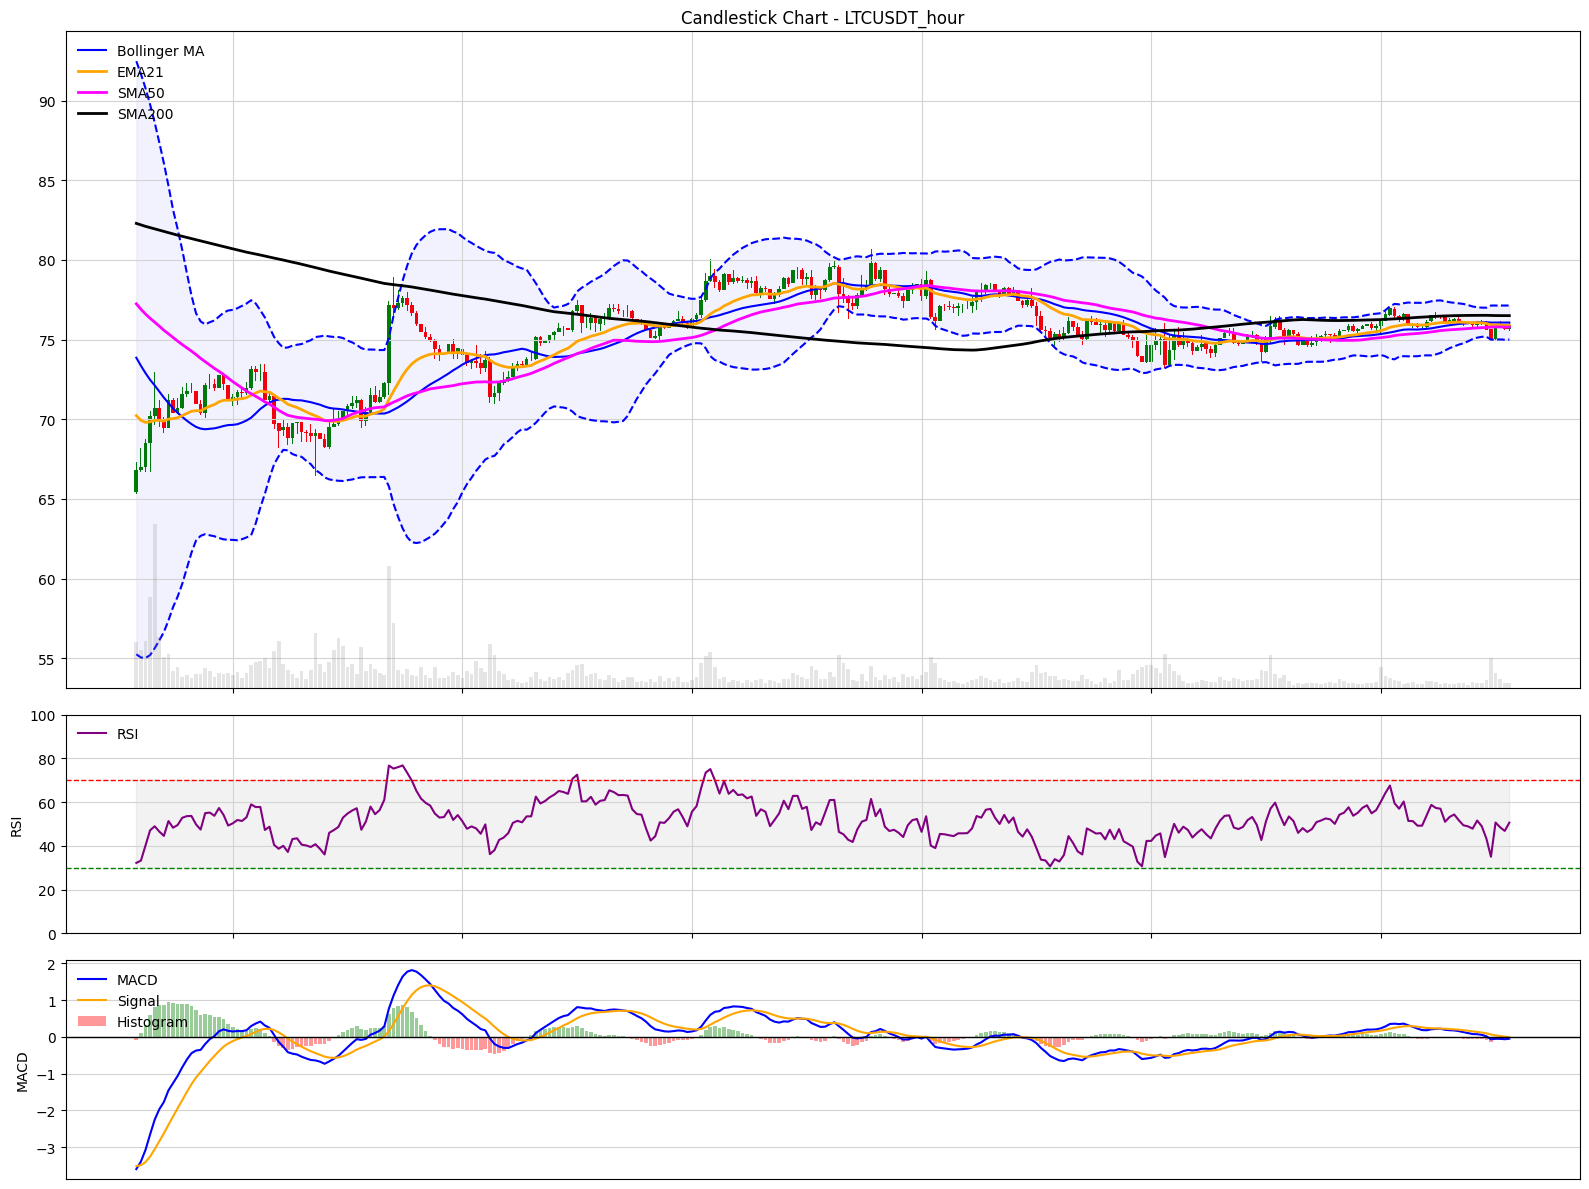 Candlestick Chart - LTCUSDT_hour
Bollinger MA
EMA21
SMA50
SMA200
90
85
80
75
70
65
60
55
RSI
100
80
60
40
20
0
RSI
MACD
Signal
Histogram
2
1
0
−1
−2
−3
MACD